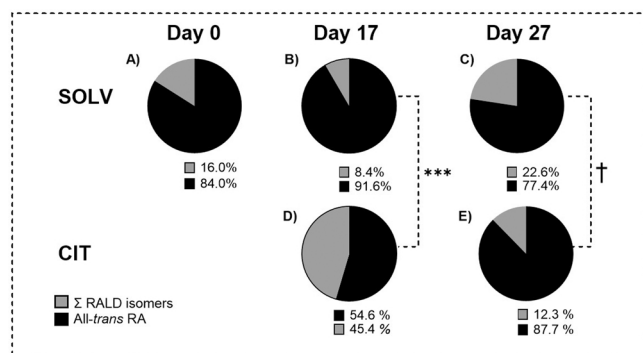 Day 0 Day 17 Day 27
A) B) C)
SOLV
16.0% 8.4% 22.6%
84.0% 91.6% *** 77.4% †
D) E)
CIT
Σ RALD isomers 54.6 % 12.3 %
All-trans RA 45.4 % 87.7 %